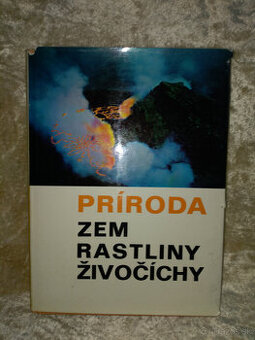 PRÍRODA
ZEM
RASTLINY
ŽIVOČÍCHY